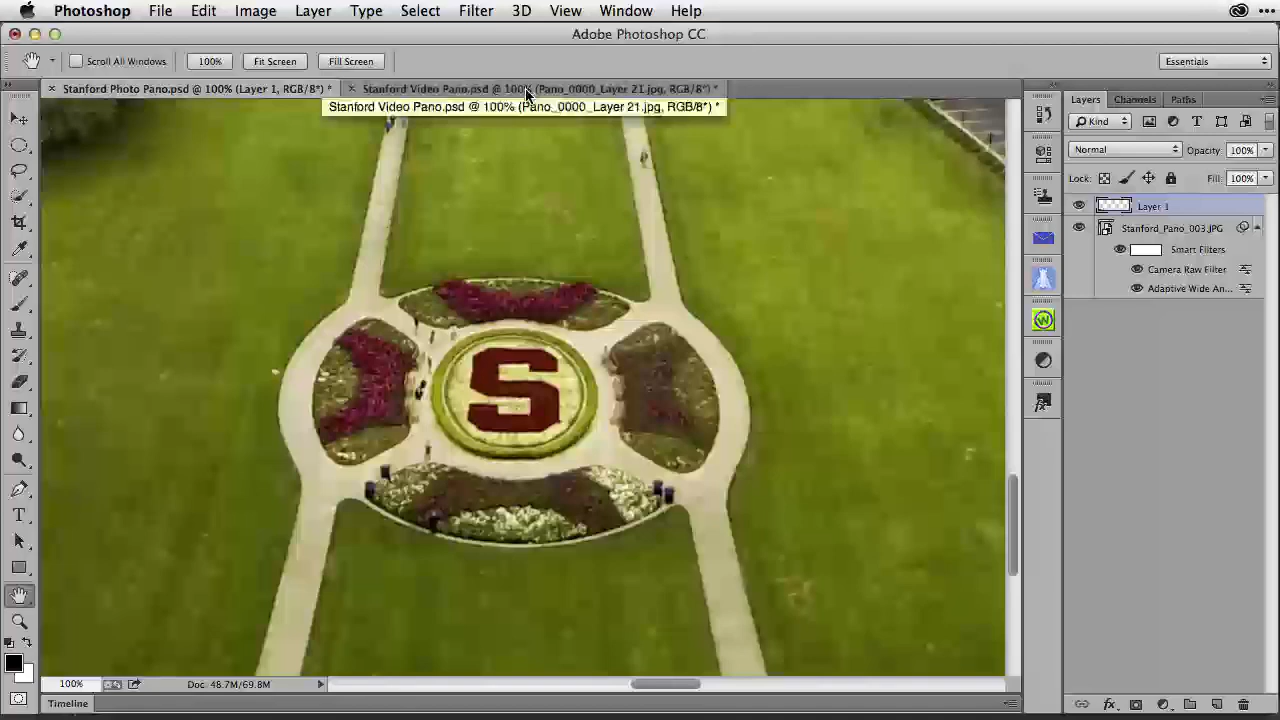 Photoshop File Edit Image Layer Type Select Filter 3D View Window Help
Adobe Photoshop CC
Scroll All Windows 100% Fit Screen Fill Screen Essentials
Stanford Photo Pano.psd @ 100% (Layer 1, RGB/8*) *
Stanford Video Pano.psd @ 100% (Pano_0000_Layer 21.jpg, RGB/8*) *
Stanford Video Pano.psd @ 100% (Pano_0000_Layer 21.jpg, RGB/8*) *
Layers Channels Paths
Kind
Normal Opacity: 100%
Lock: Fill: 100%
Layer 1
Stanford_Pano_003.JPG
Smart Filters
Camera Raw Filter
Adaptive Wide An...
S
100% Doc: 48.7M/69.8M
Timeline